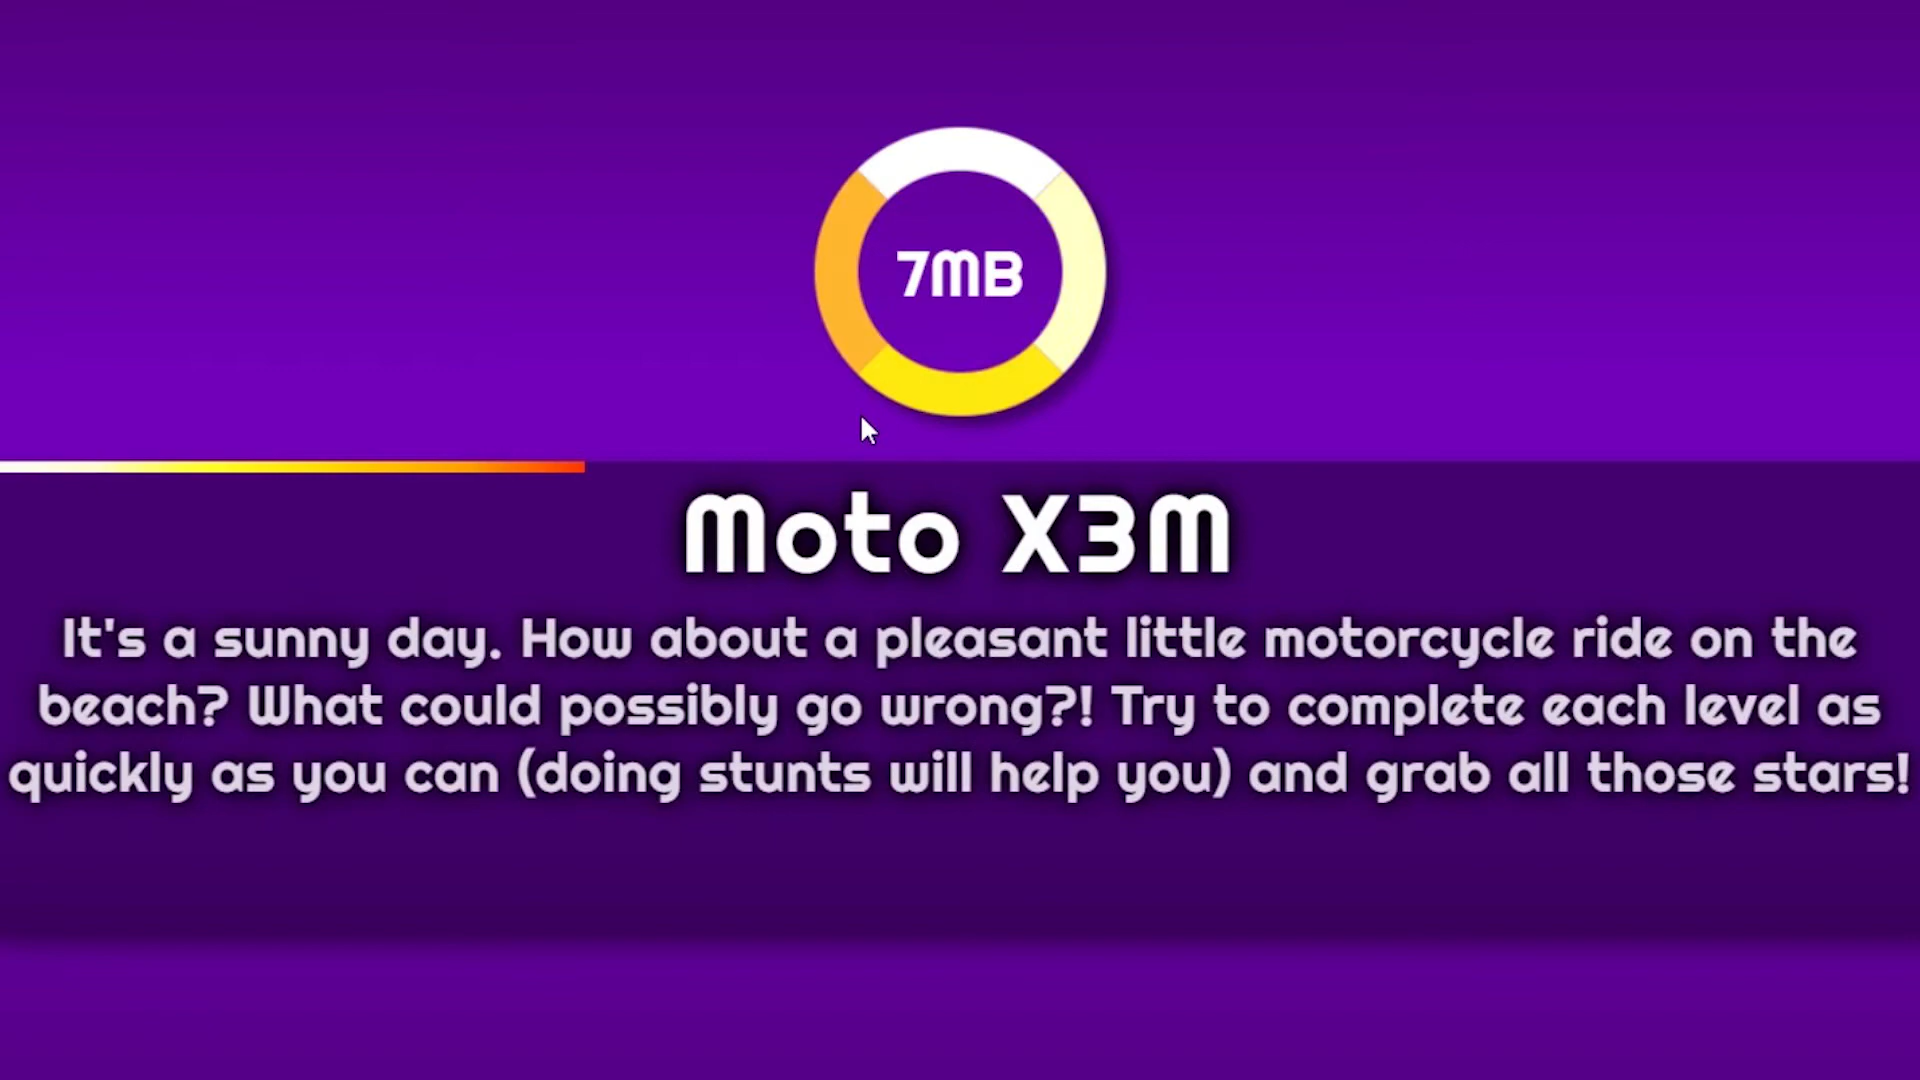 7MB
Moto X3M
It's a sunny day. How about a pleasant little motorcycle ride on the
beach? What could possibly go wrong?! Try to complete each level as
quickly as you can (doing stunts will help you) and grab all those stars!